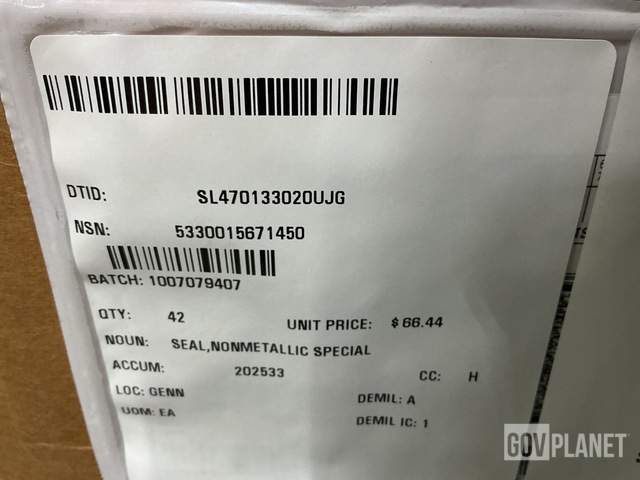 DTID: SL470133020UJG
NSN: 5330015671450
BATCH: 1007079407
QTY: 42 UNIT PRICE: $ 66.44
NOUN: SEAL,NONMETALLIC SPECIAL
ACCUM: 202533 CC: H
LOC: GENN DEMIL: A
UOM: EA DEMIL IC: 1
GOVPLANET